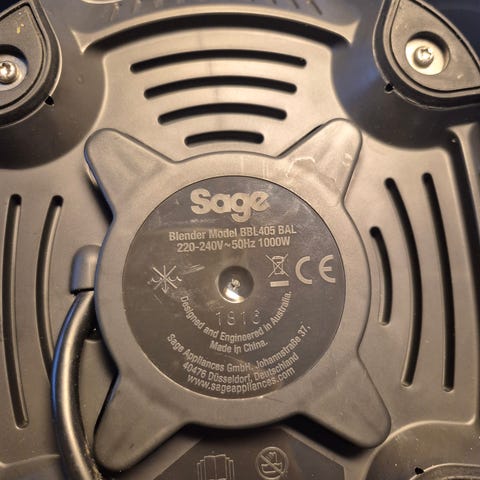 Sage
Blender Model BBL405 BAL
220-240V~50Hz 1000W
CE
Designed and Engineered in Australia.
Made in China.
Sage Appliances GmbH, Johannstraße 37,
40476 Düsseldorf, Deutschland
www.sageappliances.com